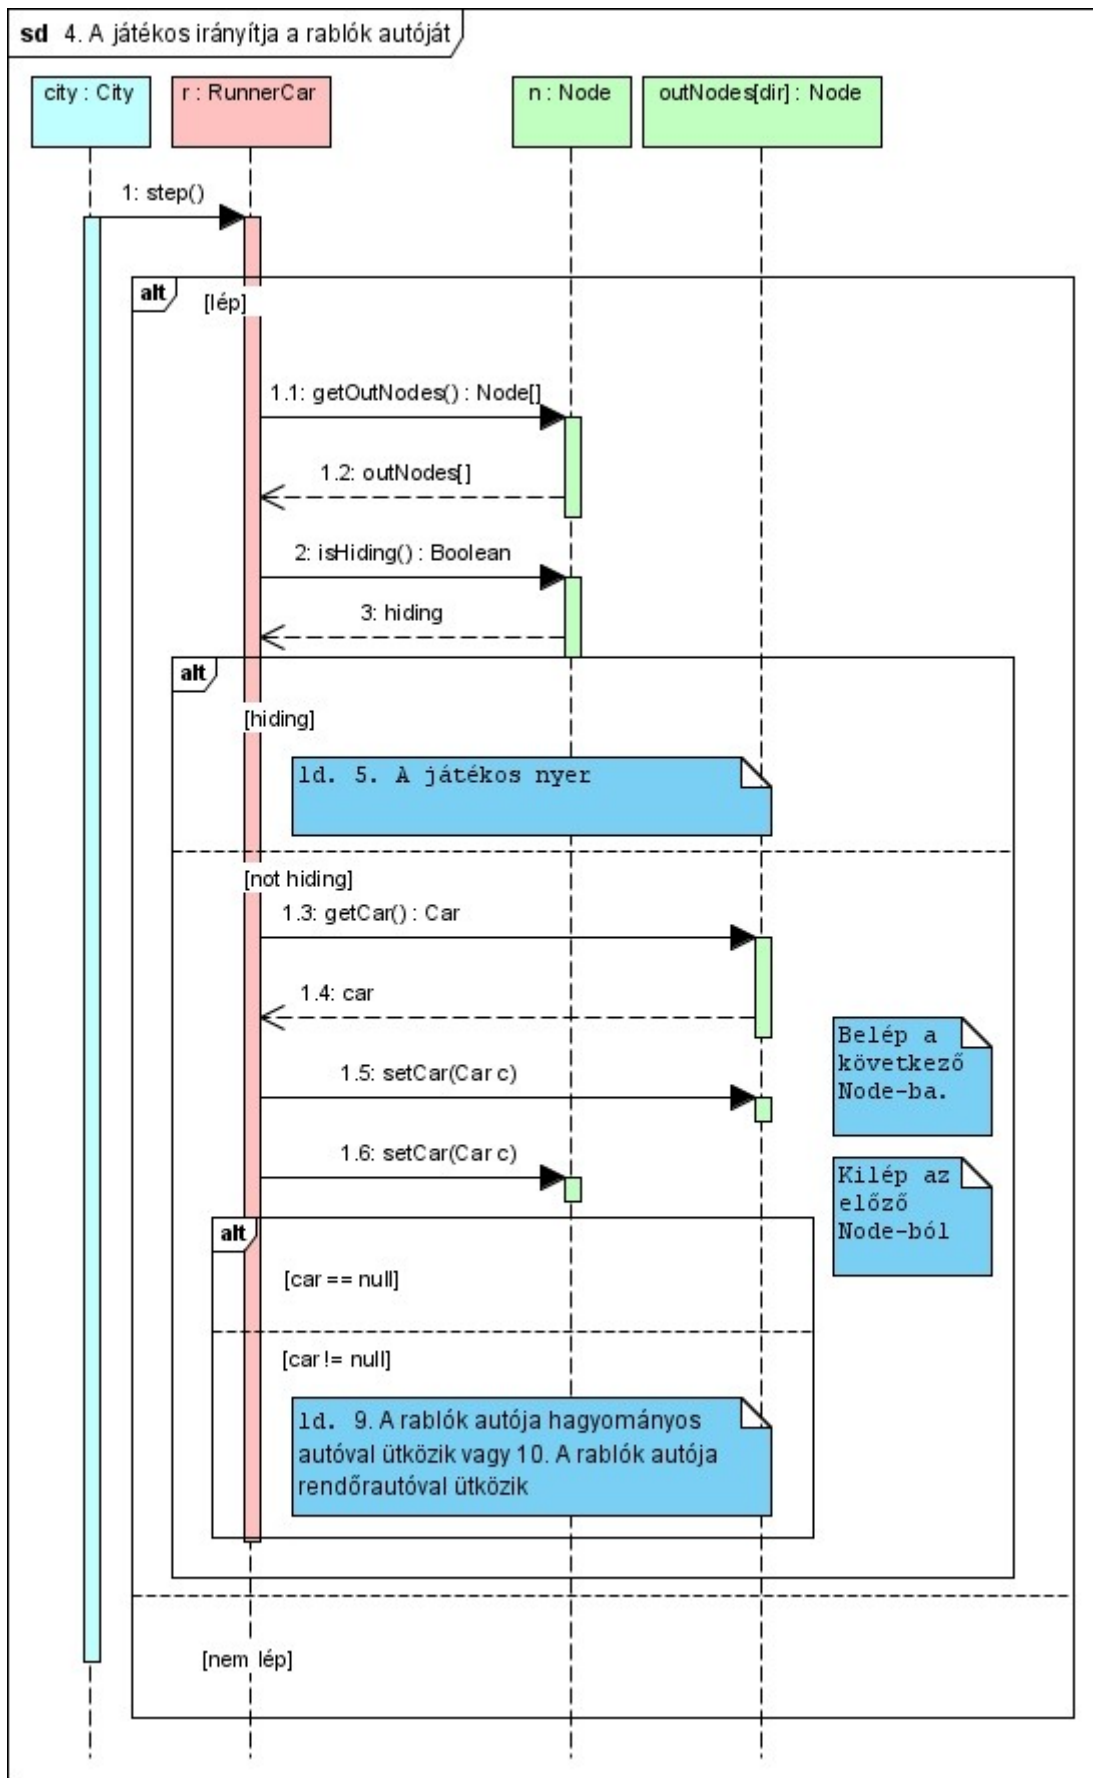 sd 4. A játékos irányítja a rablók autóját
city : City
r : RunnerCar
n : Node
outNodes[dir] : Node
1: step()
alt
[lép]
1.1: getOutNodes() : Node[]
1.2: outNodes[]
2: isHiding() : Boolean
3: hiding
alt
[hiding]
ld. 5. A játékos nyer
[not hiding]
1.3: getCar() : Car
1.4: car
Belép a
következő
Node-ba.
1.5: setCar(Car c)
1.6: setCar(Car c)
Kilép az
előző
Node-ból
alt
[car == null]
[car != null]
ld. 9. A rablók autója hagyományos
autóval ütközik vagy 10. A rablók autója
rendőrautóval ütközik
[nem lép]